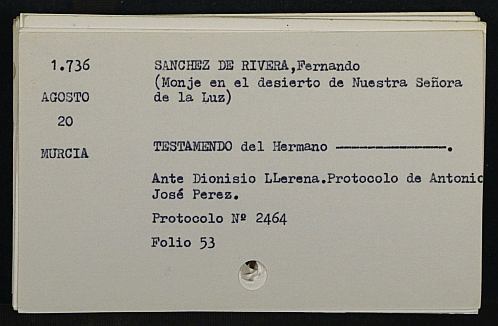 1.736 SANCHEZ DE RIVERA,Fernando
(Monje en el desierto de Nuestra Señora
AGOSTO de la Luz)
20
MURCIA TESTAMENDO del Hermano ----------------.
Ante Dionisio LLerena.Protocolo de Antonio
José Perez.
Protocolo Nº 2464
Folio 53